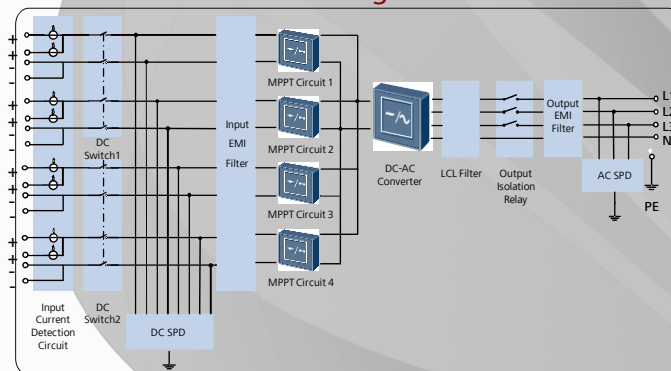 +
+
-
-
+
+
-
-
+
+
-
-
+
+
-
-
DC
Switch1
Input
EMI
Filter
MPPT Circuit 1
MPPT Circuit 2
MPPT Circuit 3
MPPT Circuit 4
DC-AC
Converter
LCL Filter
Output
Isolation
Relay
Output
EMI
Filter
L1
L2
L3
N
AC SPD
PE
Input
Current
Detection
Circuit
DC
Switch2
DC SPD